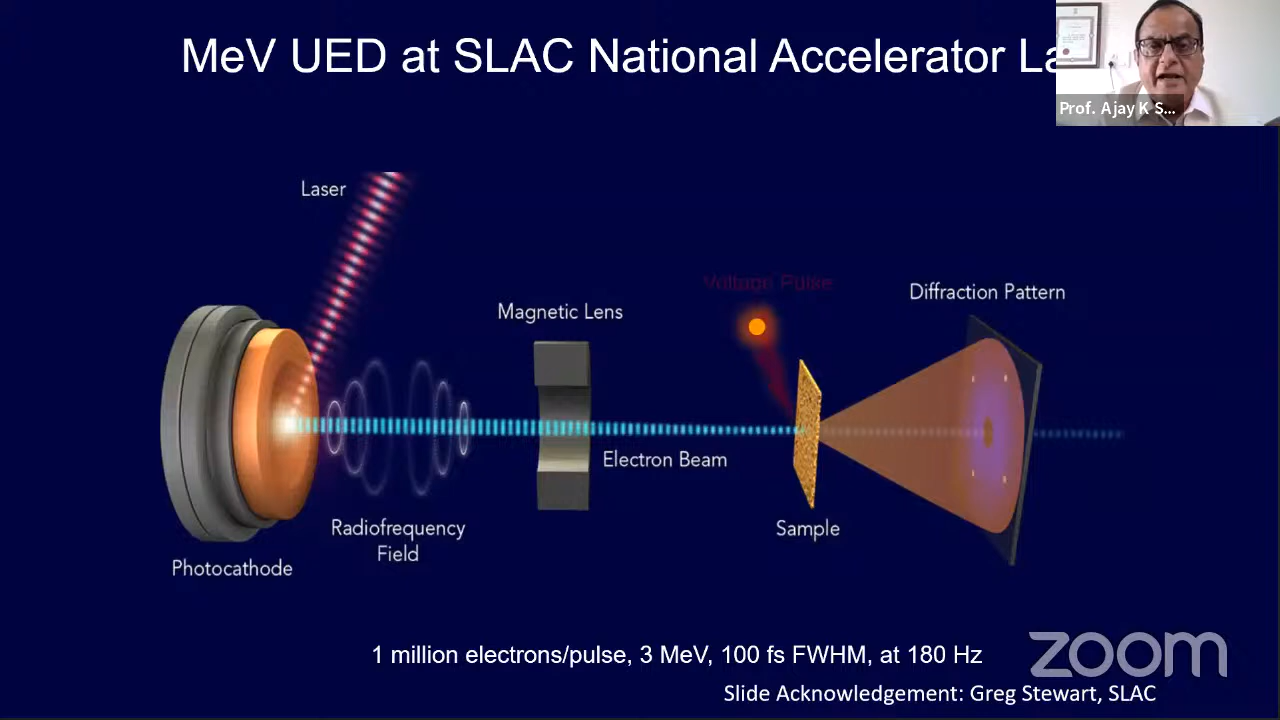 MeV UED at SLAC National Accelerator La
Prof. Ajay K S...
Laser
Voltage Pulse
Diffraction Pattern
Magnetic Lens
Electron Beam
Radiofrequency
Field
Sample
Photocathode
1 million electrons/pulse, 3 MeV, 100 fs FWHM, at 180 Hz
zoom
Slide Acknowledgement: Greg Stewart, SLAC